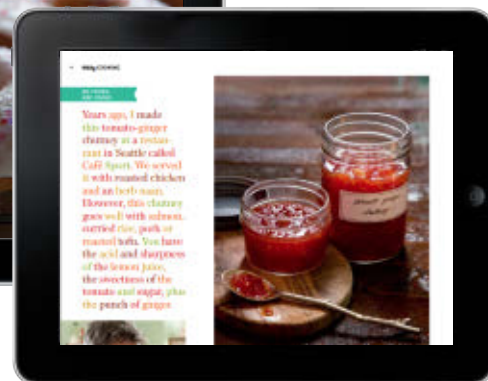 COOKING
Years ago, I made
this tomato-ginger
chutney at a restau-
rant in Seattle called
Café Sport. We served
it with roasted chicken
and an herb naan.
However, this chutney
goes well with salmon,
curried rice, pork or
roasted tofu. You have
the acid and sharpness
of the lemon juice,
the sweetness of the
tomato and sugar, plus
the punch of ginger.